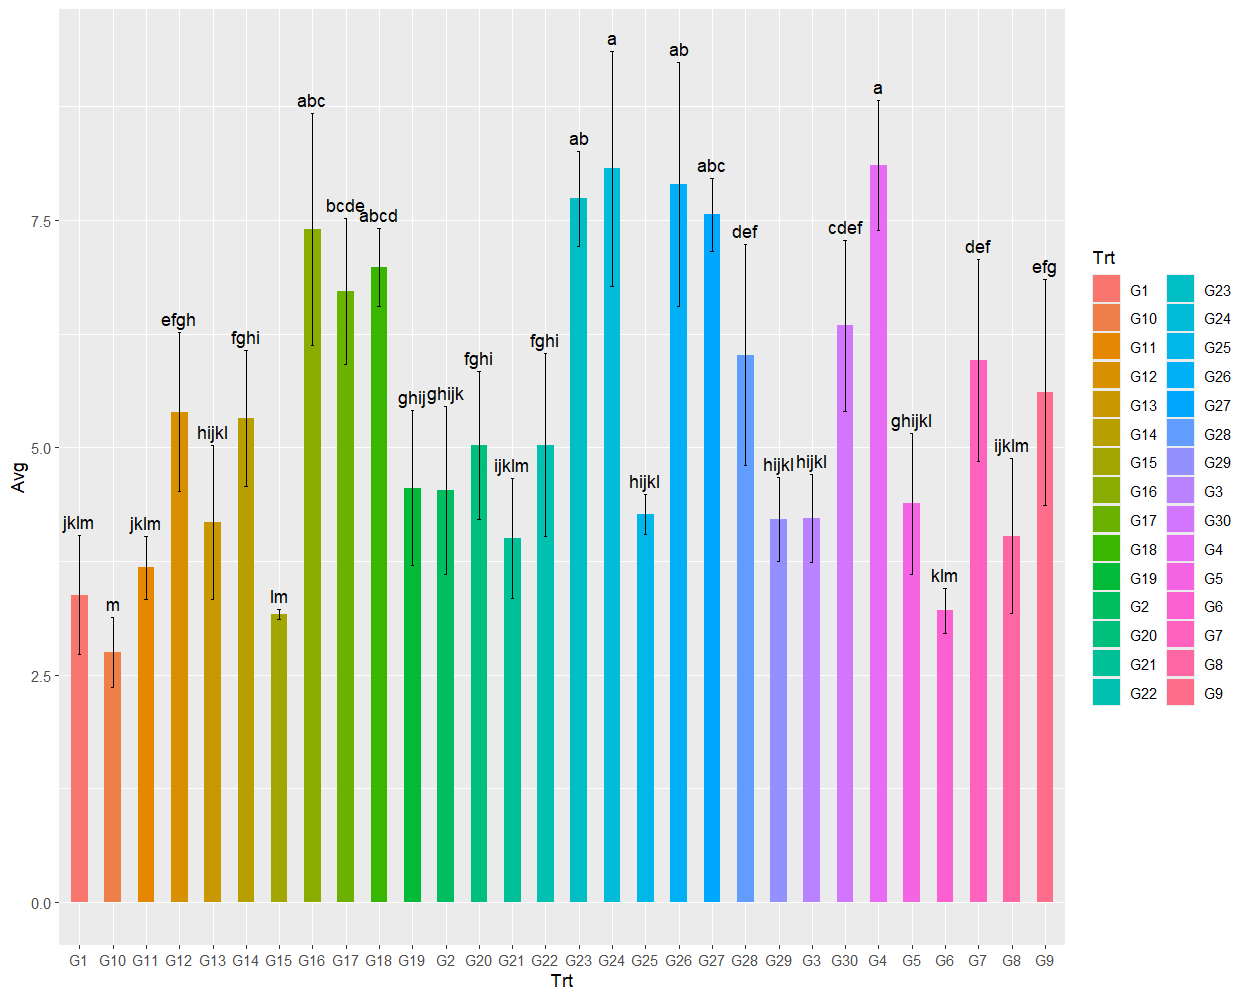 a
ab
a
abc
ab
abc
bcde
abcd
def
cdef
efg
def
efgh
fghi
fghi
fghi
ghij
ghijk
hijkl
ijklm
hijkl
hijkl
hijkl
ghijkl
ijklm
jklm
jklm
m
lm
klm
7.5
5.0
2.5
0.0
Avg
G1 G10 G11 G12 G13 G14 G15 G16 G17 G18 G19 G2 G20 G21 G22 G23 G24 G25 G26 G27 G28 G29 G3 G30 G4 G5 G6 G7 G8 G9
Trt
Trt
G1
G10
G11
G12
G13
G14
G15
G16
G17
G18
G19
G2
G20
G21
G22
G23
G24
G25
G26
G27
G28
G29
G3
G30
G4
G5
G6
G7
G8
G9